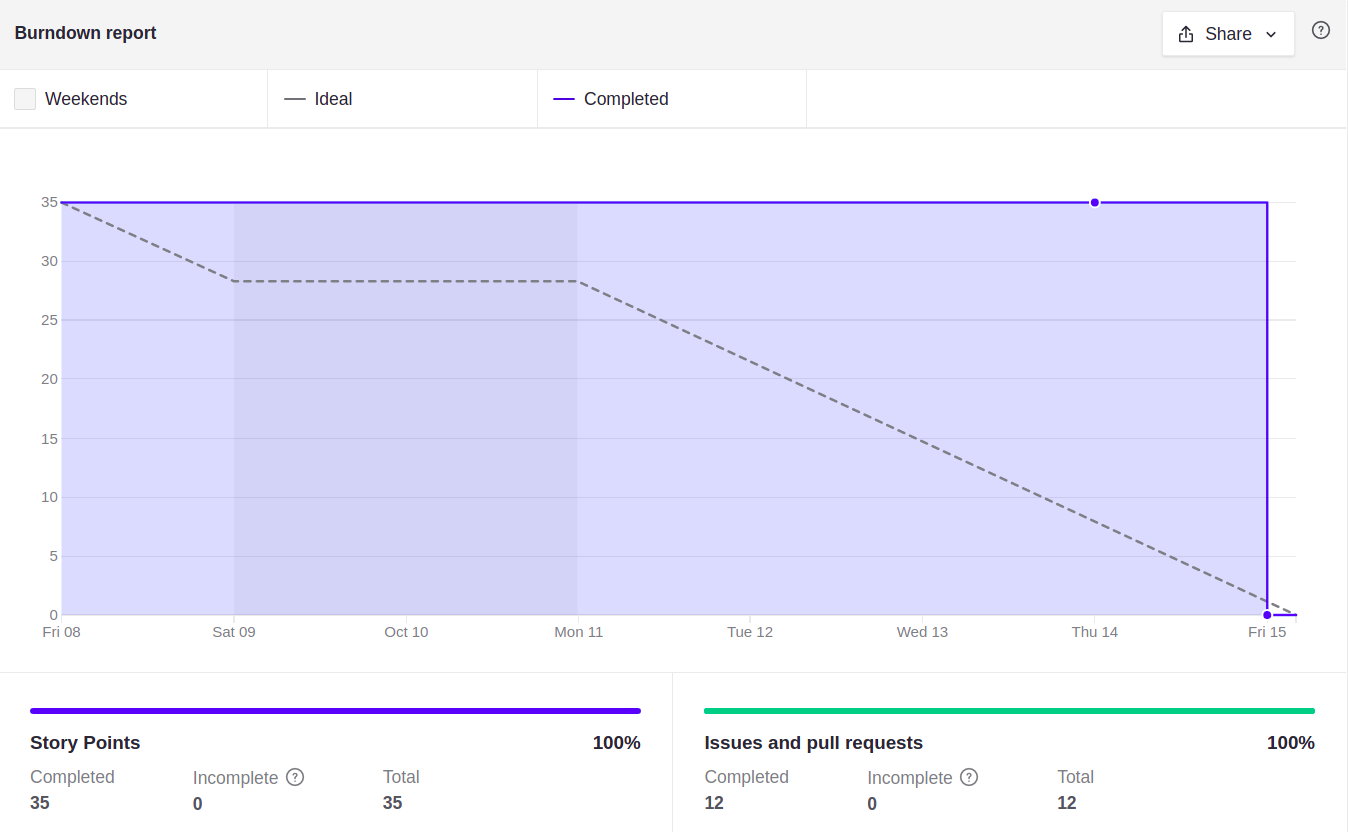 Burndown report
Share
?
Weekends
Ideal
Completed
35
30
25
20
15
10
5
0
Fri 08 Sat 09 Oct 10 Mon 11 Tue 12 Wed 13 Thu 14 Fri 15
Story Points 100%
Completed Incomplete ? Total
35 0 35
Issues and pull requests 100%
Completed Incomplete ? Total
12 0 12